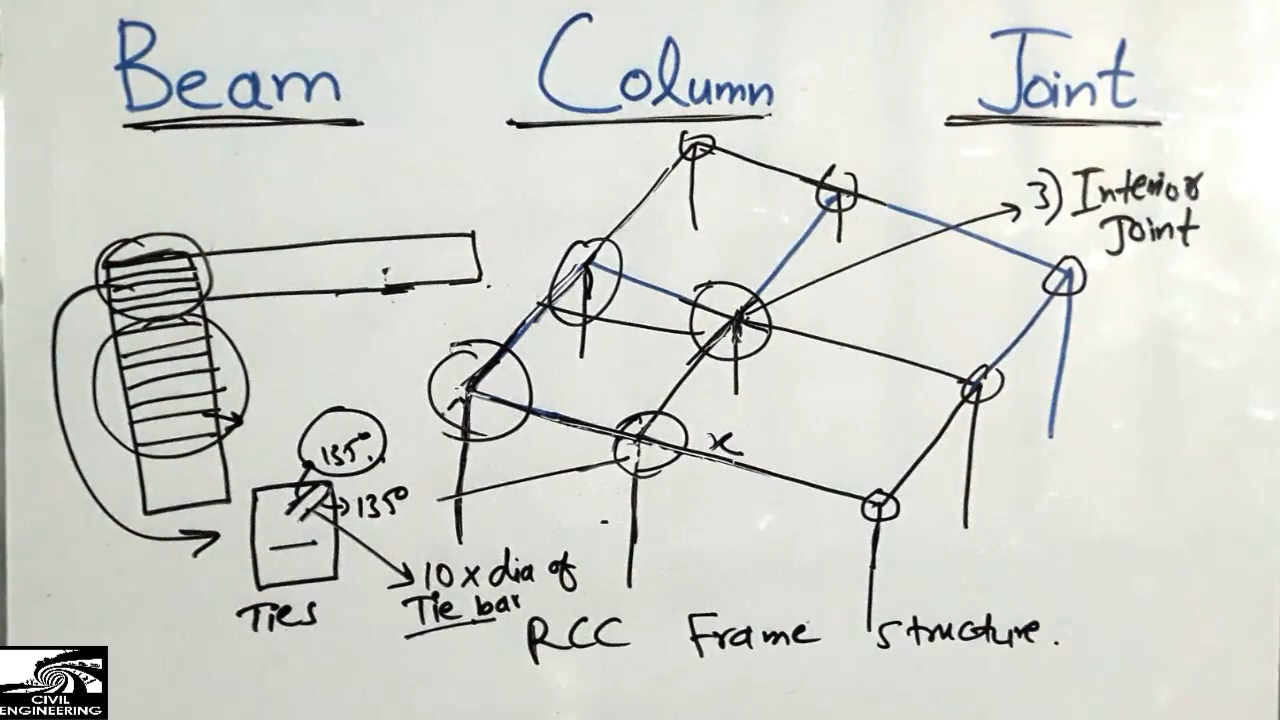 Beam Column Joint
3) Interior
Joint
135°
135°
10 x dia of
Tie bar
Ties
x
RCC Frame Structure.
CIVIL
ENGINEERING